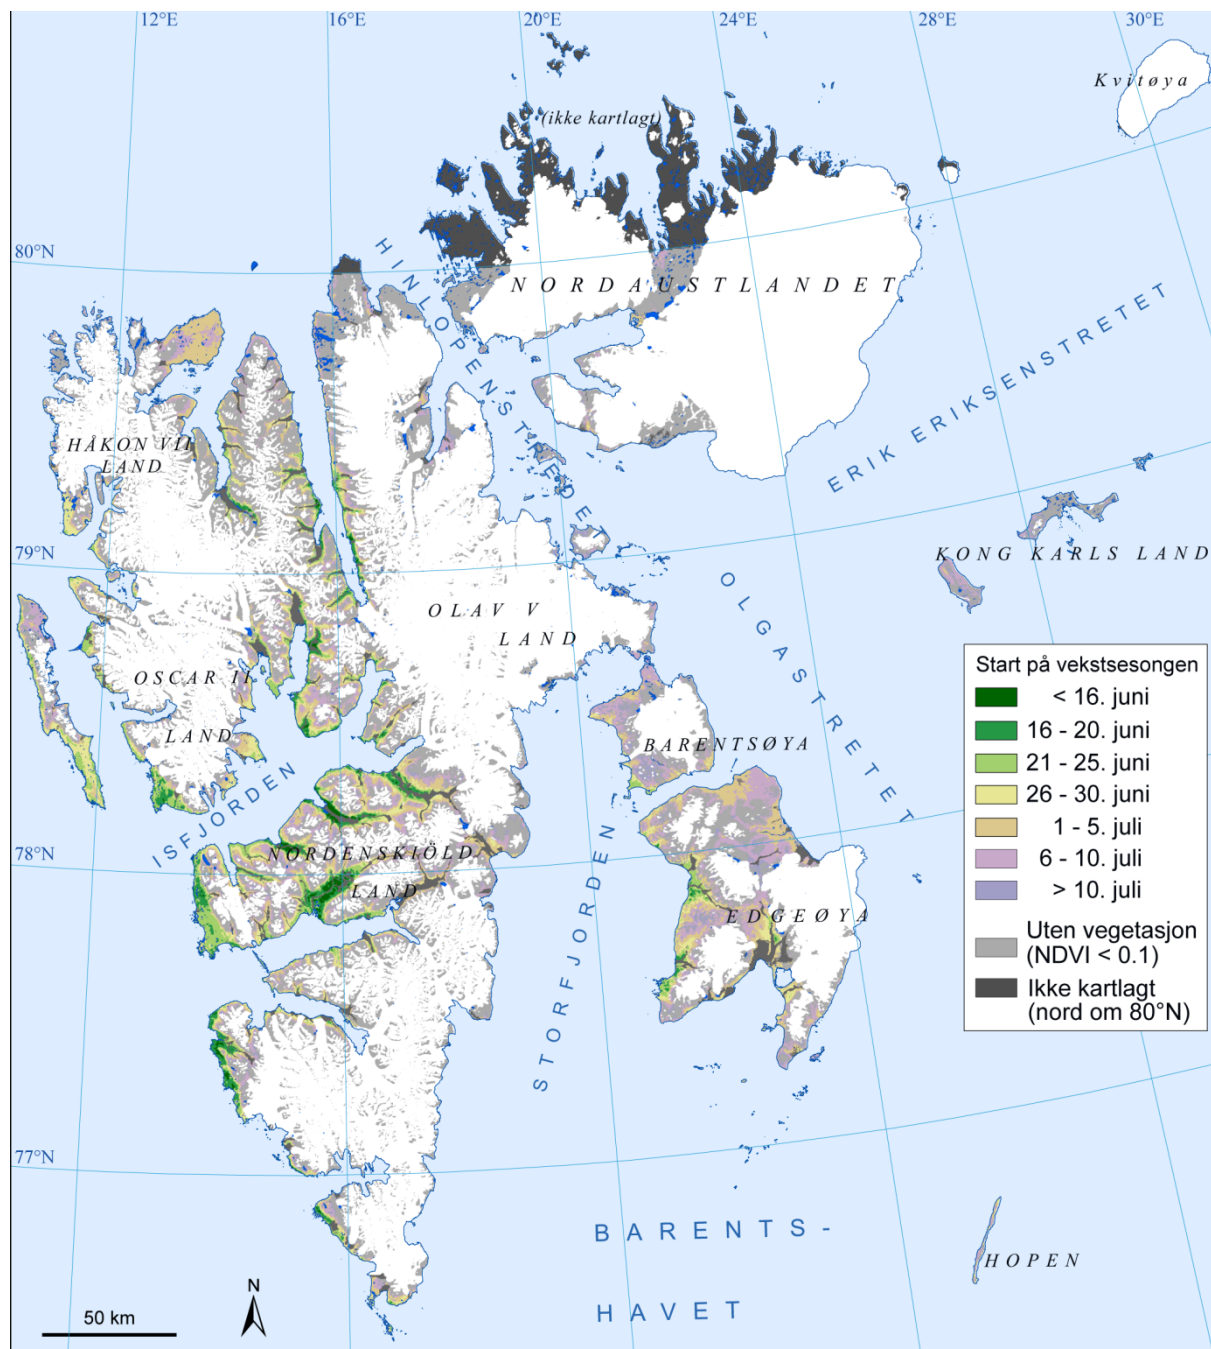 12°E
16°E
20°E
24°E
28°E
30°E
Kvitøya
(ikke kartlagt)
80°N
HINLOPENSTREDET
NORDAUSTLANDET
ERIK ERIKSENSTRETET
HÅKON VII
LAND
79°N
KONG KARLS LAND
OLGASTRETET
OLAV V
LAND
OSCAR II
LAND
BARENTSØYA
ISFJORDEN
78°N
NORDENSKIÖLD
LAND
EDGEØYA
STORFJORDEN
Start på vekstsesongen
< 16. juni
16 - 20. juni
21 - 25. juni
26 - 30. juni
1 - 5. juli
6 - 10. juli
> 10. juli
Uten vegetasjon
(NDVI < 0.1)
Ikke kartlagt
(nord om 80°N)
77°N
BARENTS-
HAVET
HOPEN
N
50 km